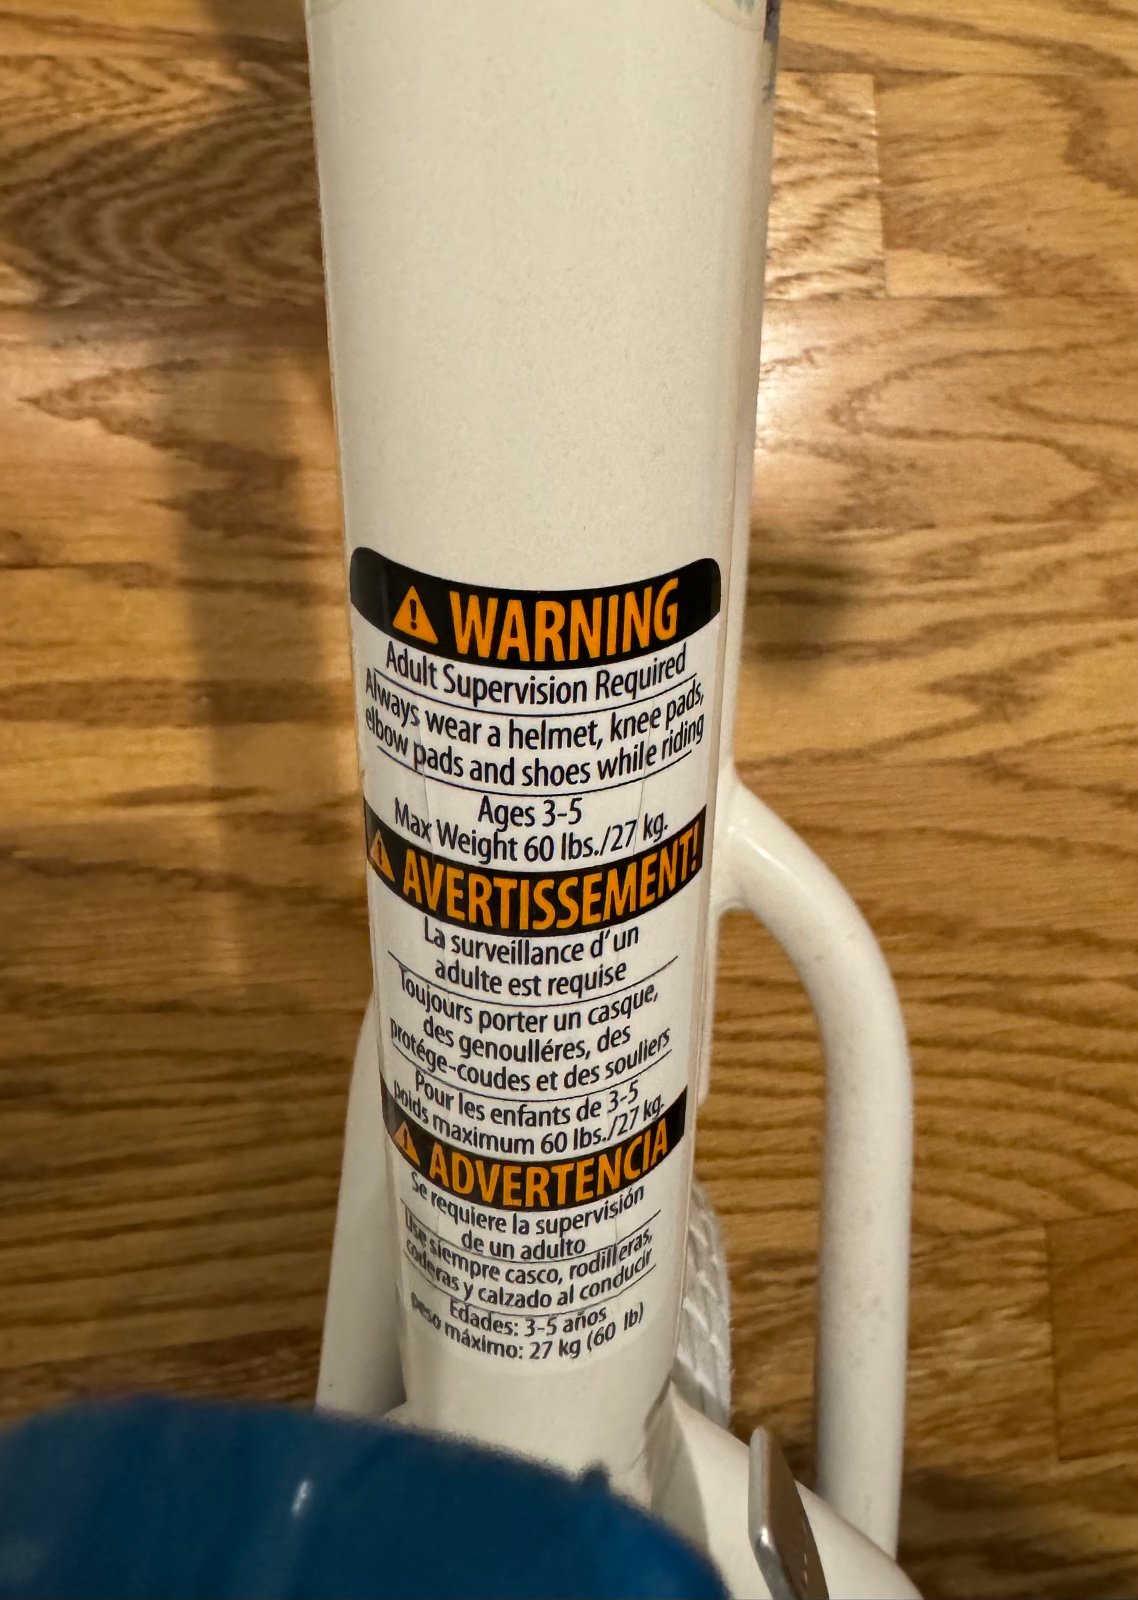 WARNING
Adult Supervision Required
Always wear a helmet, knee pads,
elbow pads and shoes while riding
Ages 3-5
Max Weight 60 lbs./27 kg.
AVERTISSEMENT!
La surveillance d'un
adulte est requise
Toujours porter un casque,
des genoulléres, des
protége-coudes et des souliers
Pour les enfants de 3-5
poids maximum 60 lbs./27 kg.
ADVERTENCIA
Se requiere la supervisión
de un adulto
Use siempre casco, rodilleras,
coderas y calzado al conducir
Edades: 3-5 años
peso máximo: 27 kg (60 lb)